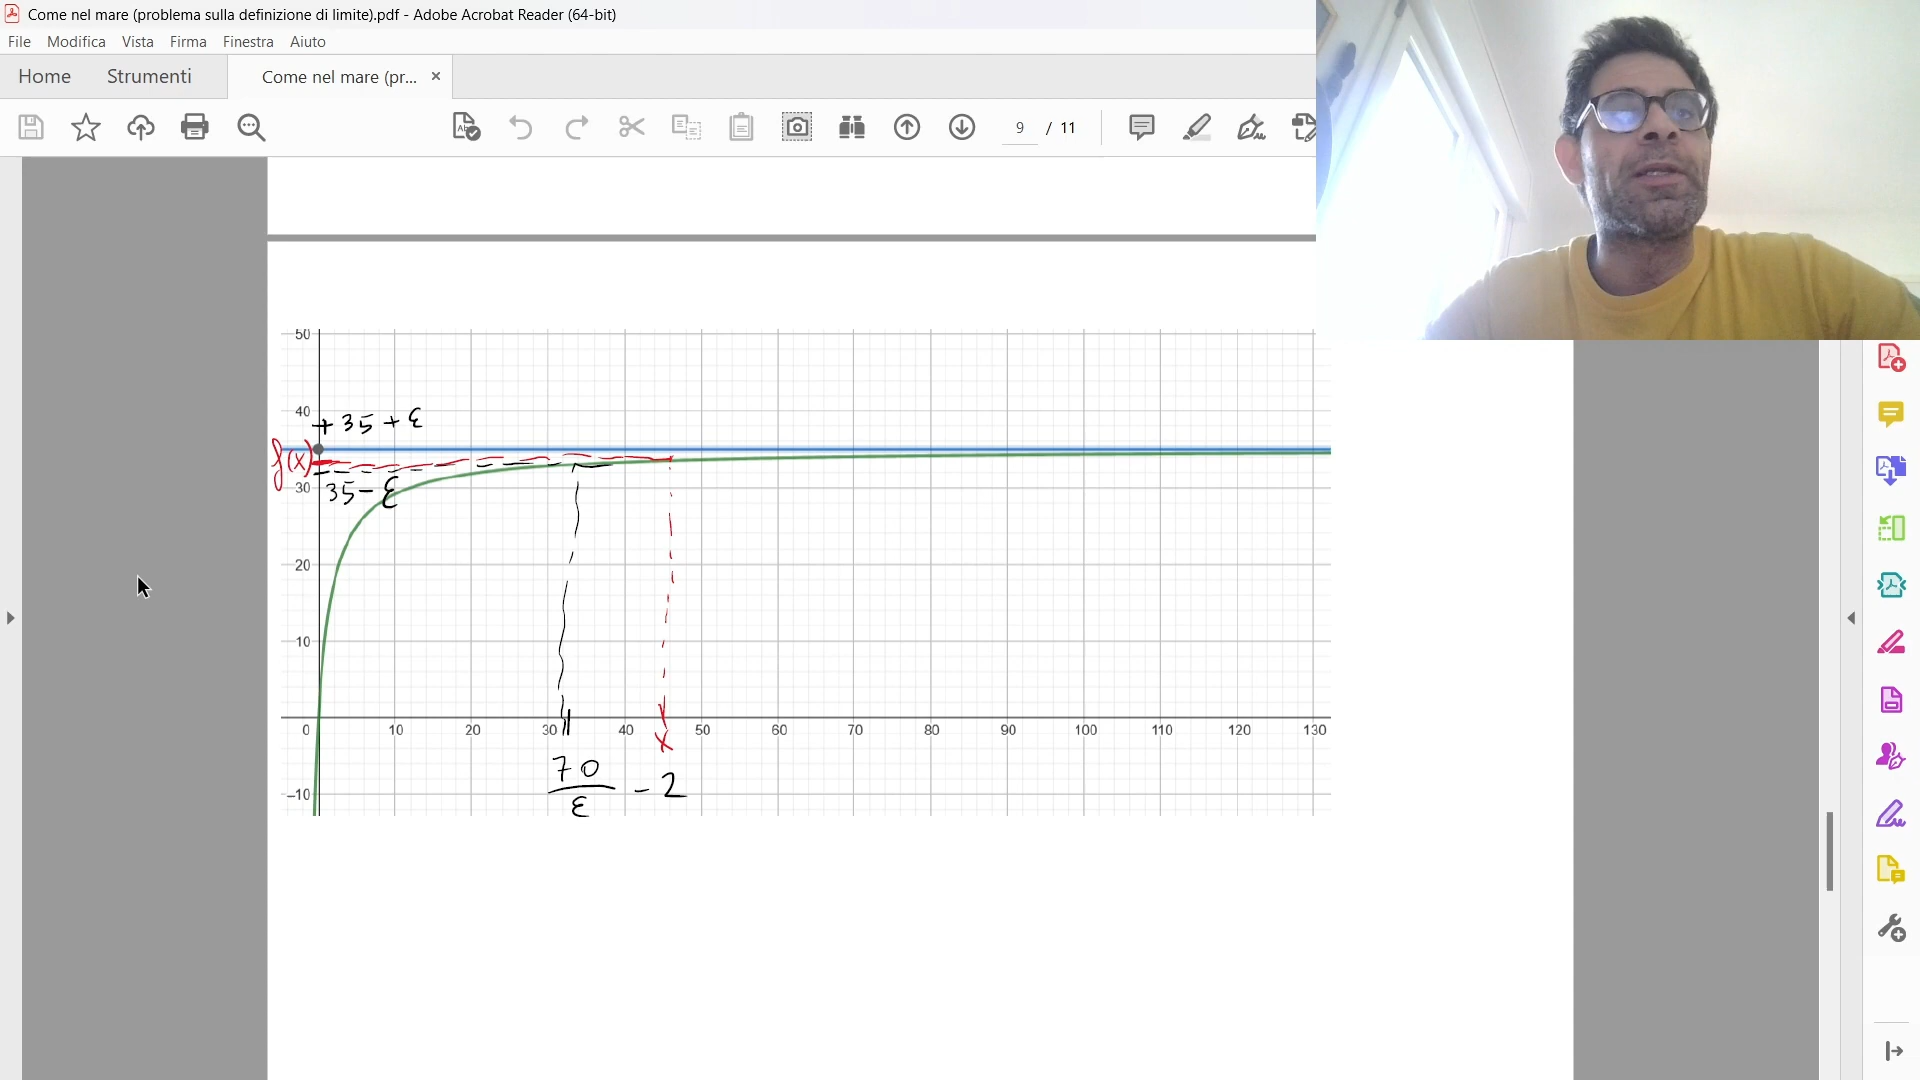 Come nel mare (problema sulla definizione di limite).pdf - Adobe Acrobat Reader (64-bit)
File Modifica Vista Firma Finestra Aiuto
Home Strumenti Come nel mare (pr... ×
9 / 11
50
40
+ 35 + ε
f(x)
35 - ε
30
20
10
0 10 20 30 40 50 60 70 80 90 100 110 120 130
x
70
— - 2
ε
-10